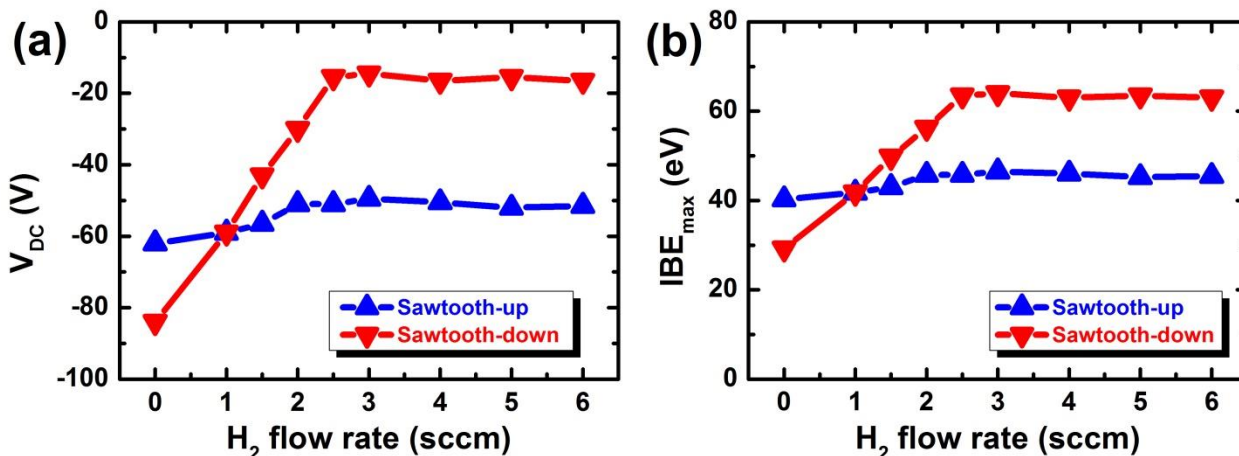 (a)
0
-20
-40
-60
-80
-100
V_DC (V)
Sawtooth-up
Sawtooth-down
0 1 2 3 4 5 6
H₂ flow rate (sccm)
(b)
80
60
40
20
0
IBE_max (eV)
Sawtooth-up
Sawtooth-down
0 1 2 3 4 5 6
H₂ flow rate (sccm)